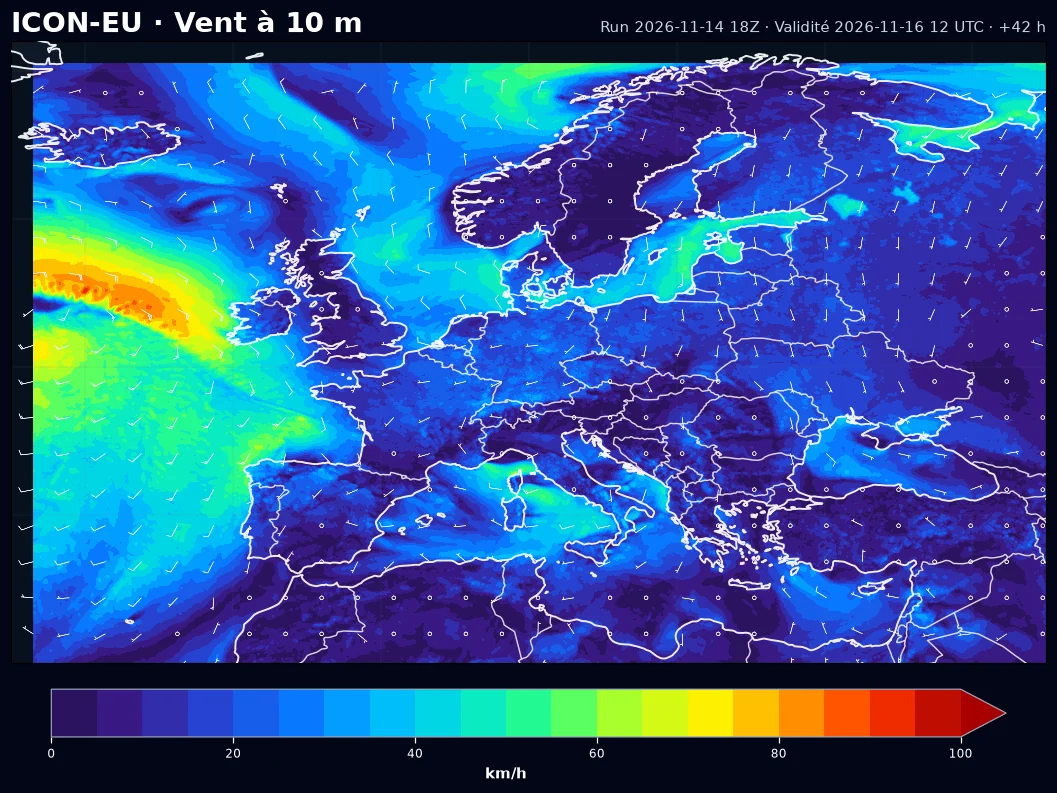 ICON-EU · Vent à 10 m
Run 2026-11-14 18Z · Validité 2026-11-16 12 UTC · +42 h
0 20 40 60 80 100
km/h